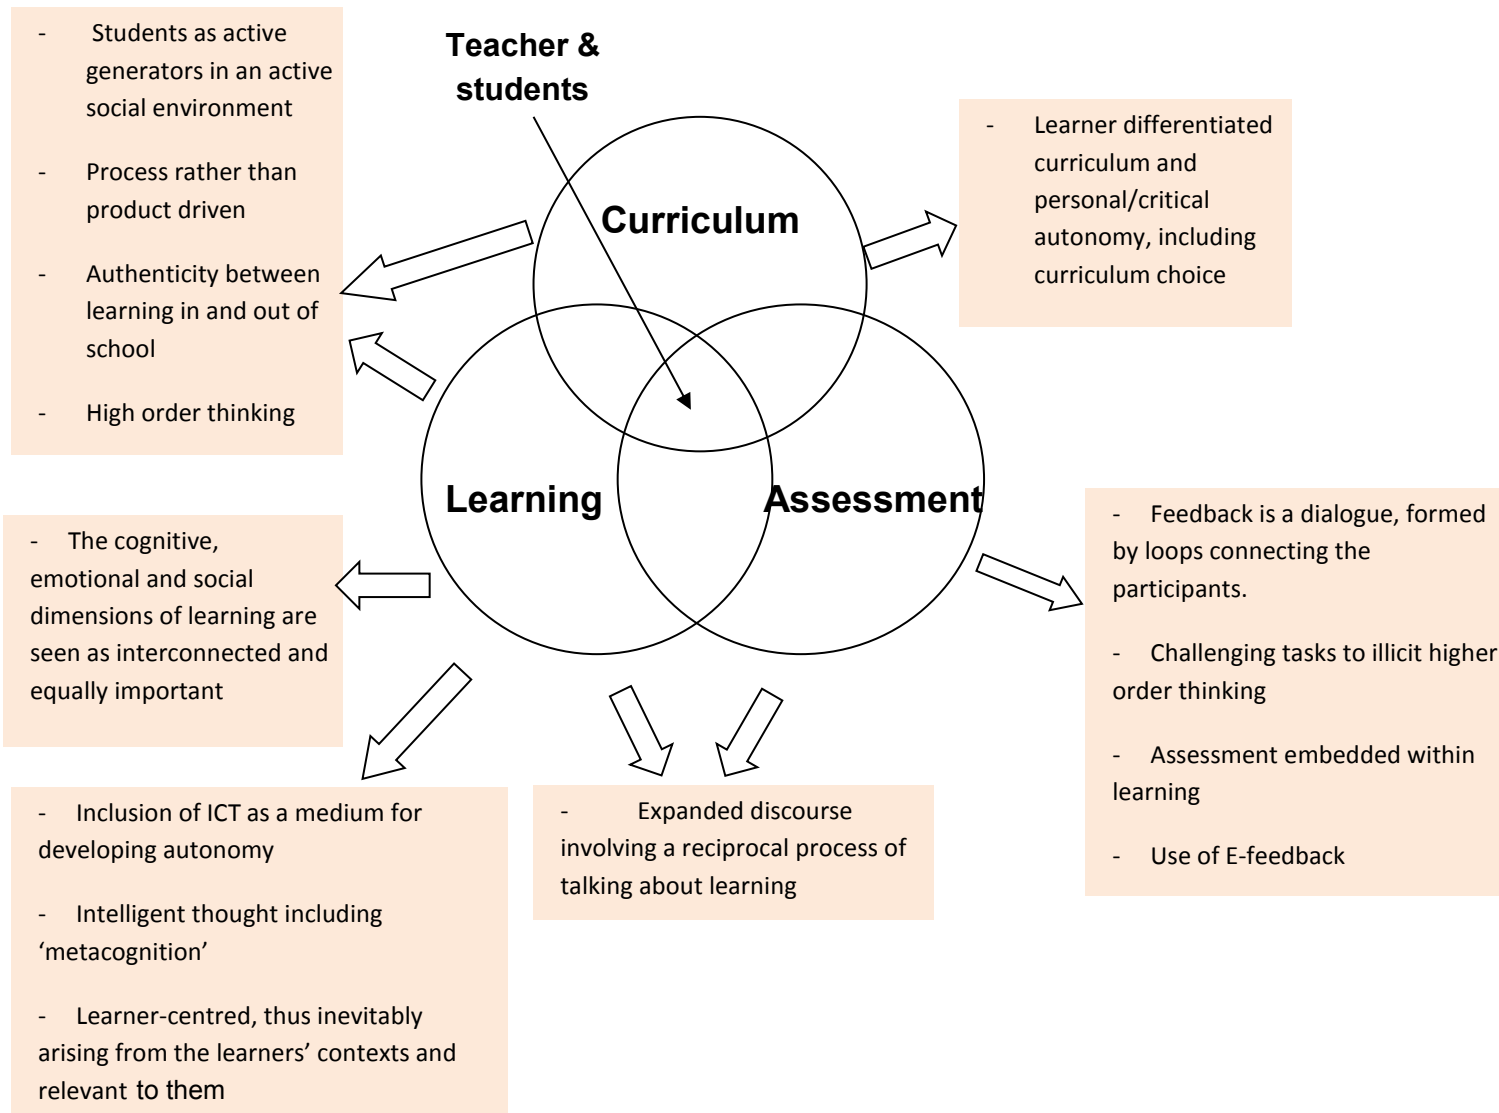 - Students as active
generators in an active
social environment
- Process rather than
product driven
- Authenticity between
learning in and out of
school
- High order thinking
Teacher &
students
Curriculum
- Learner differentiated
curriculum and
personal/critical
autonomy, including
curriculum choice
Learning
Assessment
- The cognitive,
emotional and social
dimensions of learning are
seen as interconnected and
equally important
- Feedback is a dialogue, formed
by loops connecting the
participants.
- Challenging tasks to illicit higher
order thinking
- Assessment embedded within
learning
- Use of E-feedback
- Inclusion of ICT as a medium for
developing autonomy
- Intelligent thought including
‘metacognition’
- Learner-centred, thus inevitably
arising from the learners’ contexts and
relevant to them
- Expanded discourse
involving a reciprocal process of
talking about learning